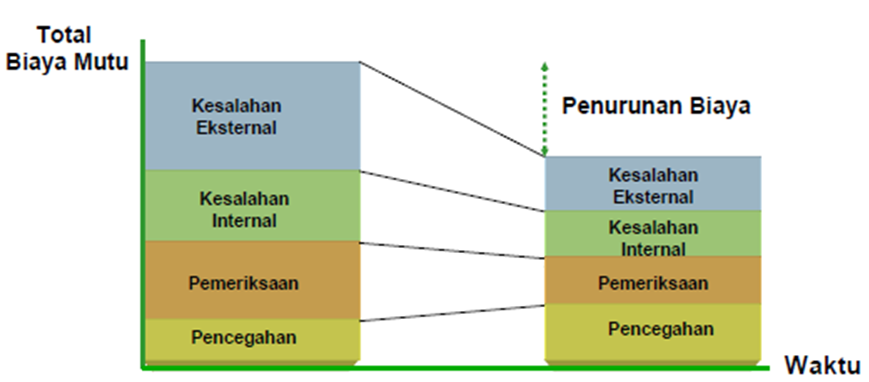 Total
Biaya Mutu
Kesalahan
Eksternal
Kesalahan
Internal
Pemeriksaan
Pencegahan
Penurunan Biaya
Kesalahan
Eksternal
Kesalahan
Internal
Pemeriksaan
Pencegahan
Waktu